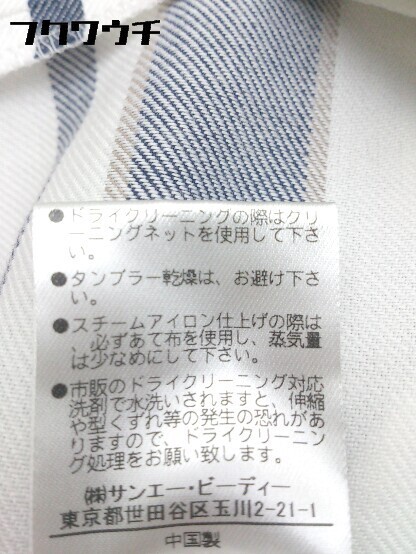 フクワウチ
●ドライクリーニングの際はクリ
ーニングネットを使用して下さ
い。
●タンブラー乾燥は、お避け下さ
い。
●スチームアイロン仕上げの際は
、必ずあて布を使用し、蒸気量
は少なめにして下さい。
●市販のドライクリーニング対応
洗剤で水洗いされますと、伸縮
や型くずれ等の発生の恐れがあ
りますので、ドライクリーニン
グ処理をお願い致します。
㈱サンエー・ビーディー
東京都世田谷区玉川2-21-1
中国製